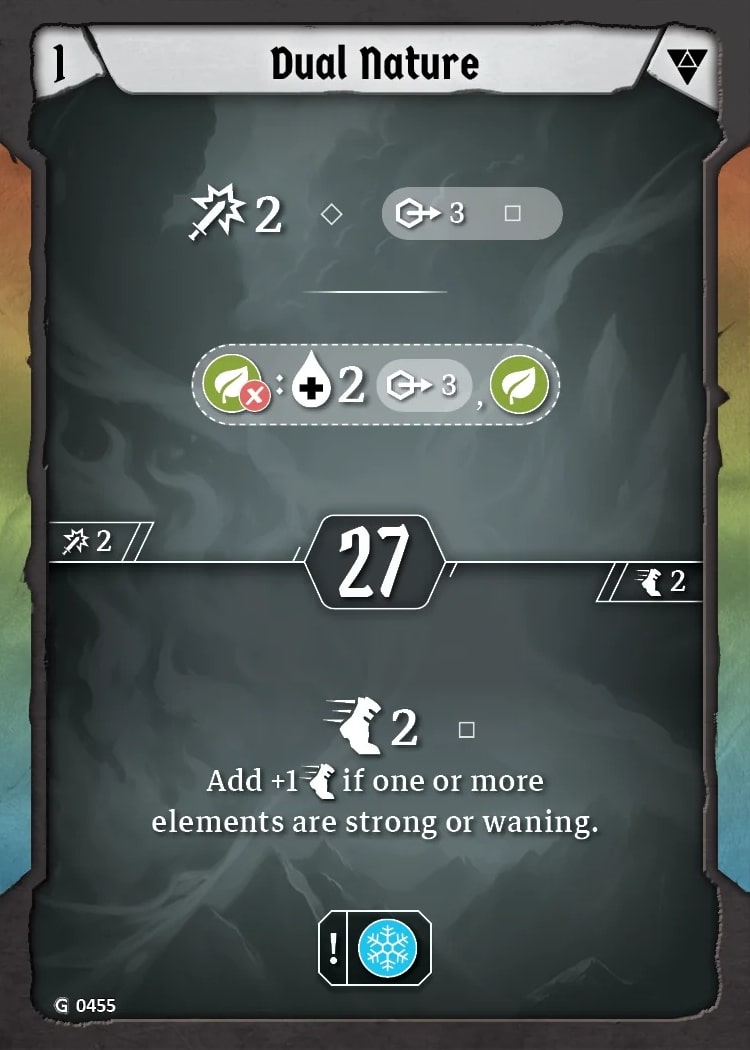 1 Dual Nature
2 3
: 2 3 ,
2
27
2
2
Add +1 if one or more
elements are strong or waning.
!
G 0455